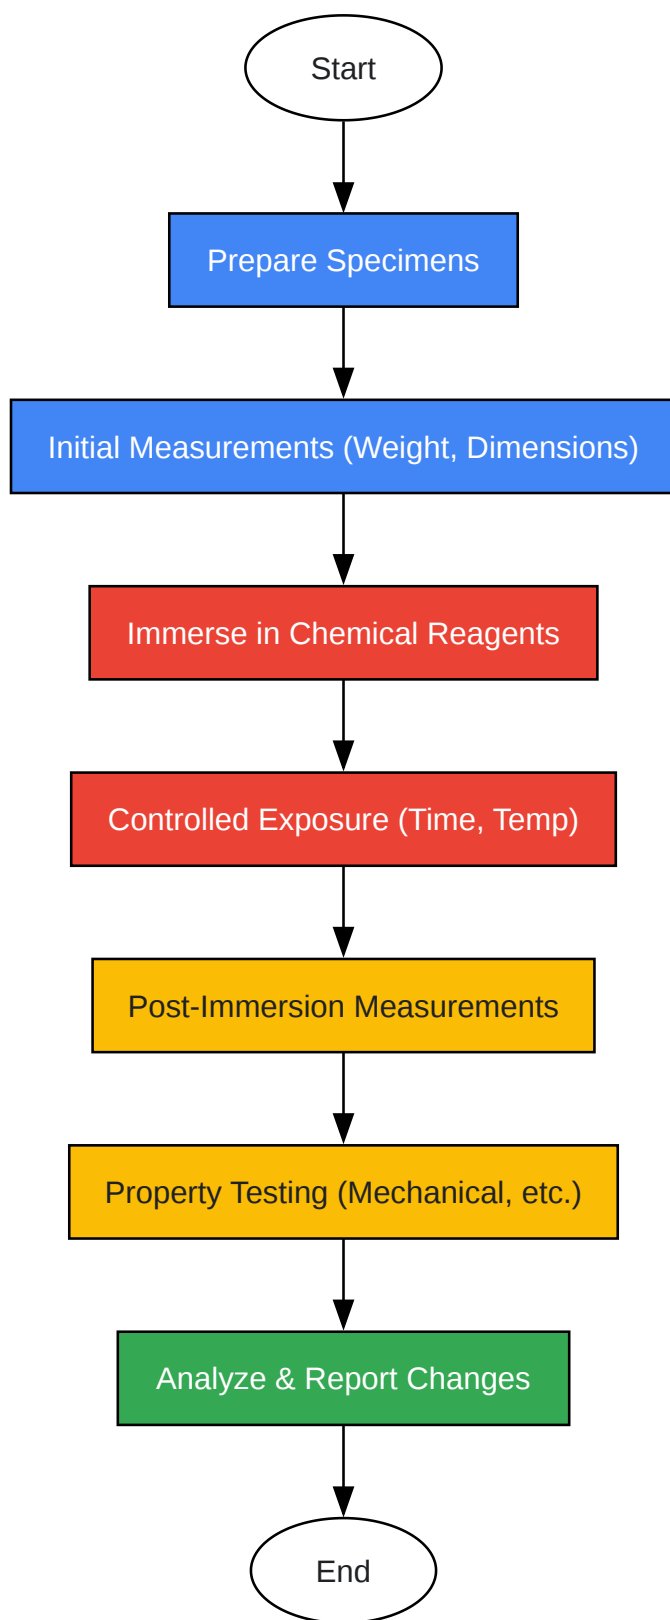 Start
Prepare Specimens
Initial Measurements (Weight, Dimensions)
Immerse in Chemical Reagents
Controlled Exposure (Time, Temp)
Post-Immersion Measurements
Property Testing (Mechanical, etc.)
Analyze & Report Changes
End